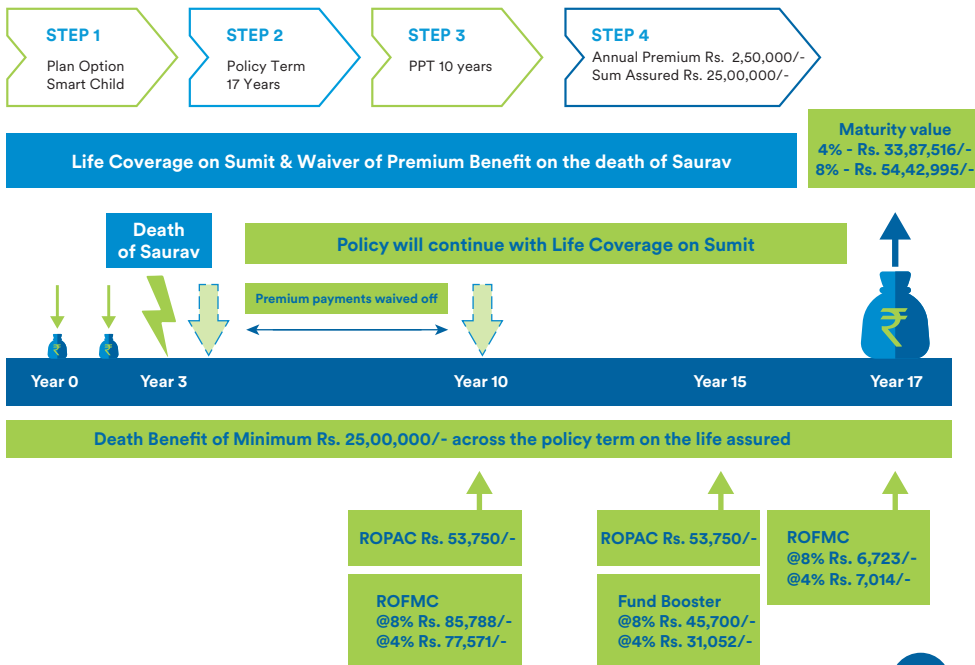 STEP 1
Plan Option
Smart Child
STEP 2
Policy Term
17 Years
STEP 3
PPT 10 years
STEP 4
Annual Premium Rs. 2,50,000/-
Sum Assured Rs. 25,00,000/-
Life Coverage on Sumit & Waiver of Premium Benefit on the death of Saurav
Maturity value
4% - Rs. 33,87,516/-
8% - Rs. 54,42,995/-
Death
of Saurav
Policy will continue with Life Coverage on Sumit
Premium payments waived off
₹
₹
₹
Year 0
Year 3
Year 10
Year 15
Year 17
Death Benefit of Minimum Rs. 25,00,000/- across the policy term on the life assured
ROPAC Rs. 53,750/-
ROFMC
@8% Rs. 85,788/-
@4% Rs. 77,571/-
ROPAC Rs. 53,750/-
Fund Booster
@8% Rs. 45,700/-
@4% Rs. 31,052/-
ROFMC
@8% Rs. 6,723/-
@4% Rs. 7,014/-